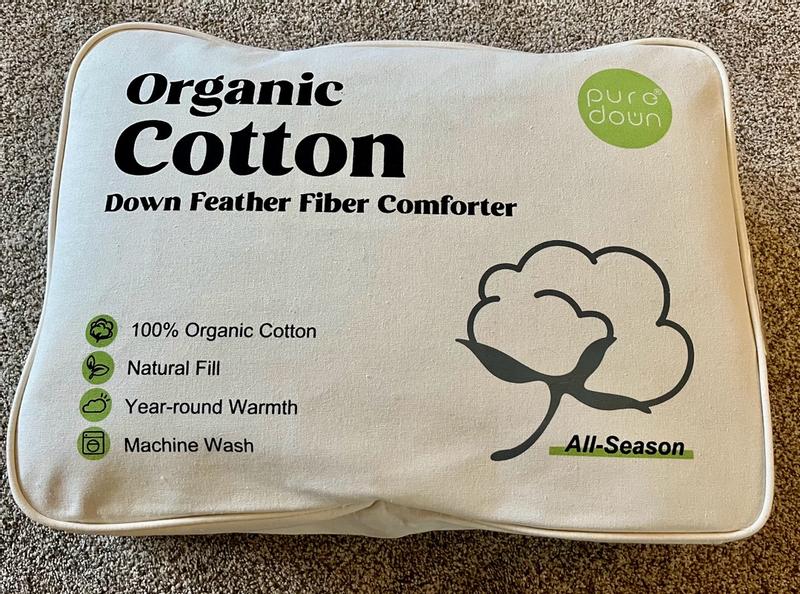 Organic
Cotton
Down Feather Fiber Comforter
pure®
down
100% Organic Cotton
Natural Fill
Year-round Warmth
Machine Wash
All-Season